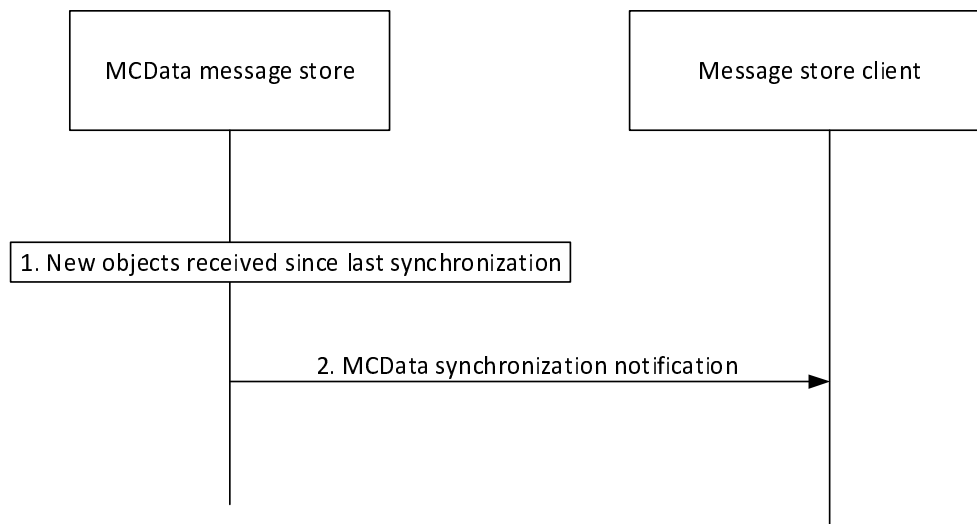 MCData message store
Message store client
1. New objects received since last synchronization
2. MCData synchronization notification